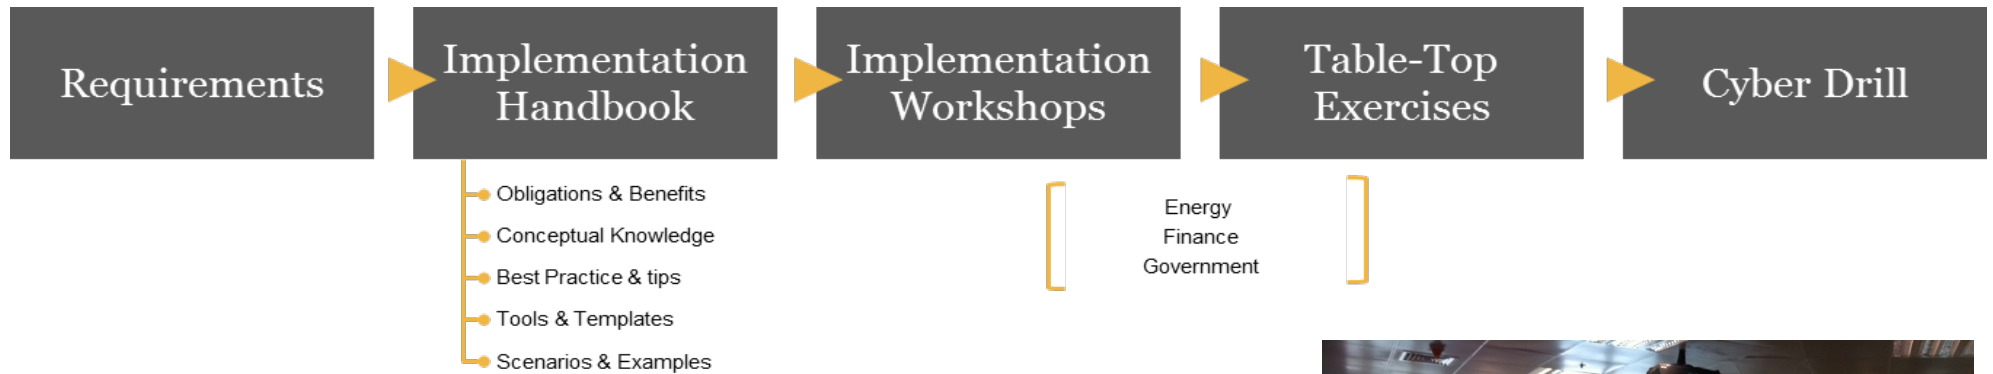 Requirements
Implementation
Handbook
Implementation
Workshops
Table-Top
Exercises
Cyber Drill
Obligations & Benefits
Conceptual Knowledge
Best Practice & tips
Tools & Templates
Scenarios & Examples
Energy
Finance
Government